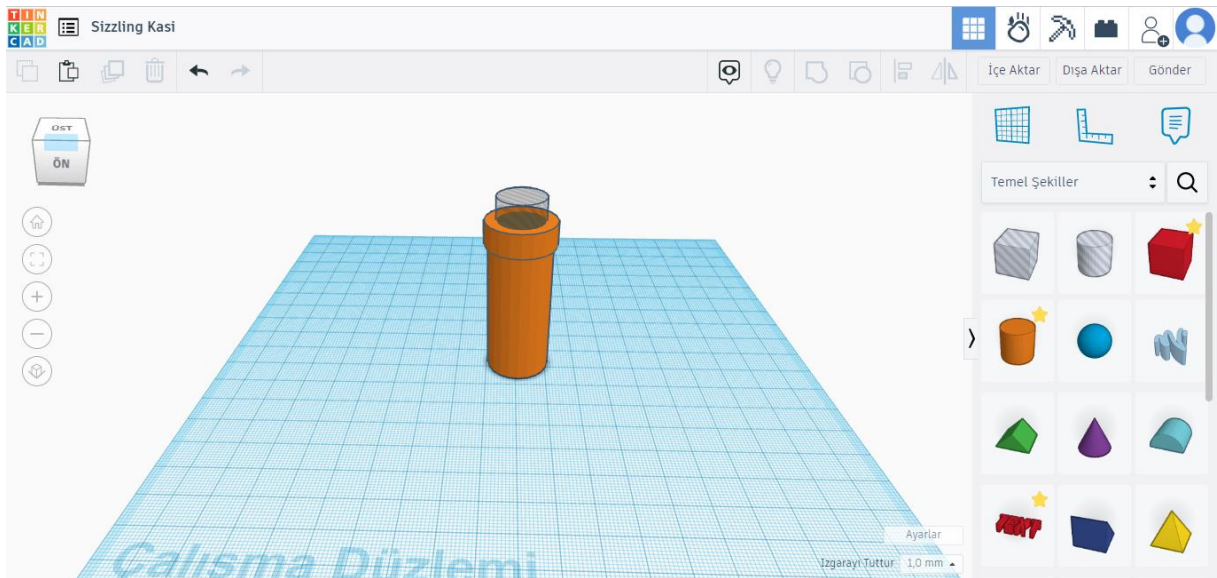 TIN
KER
CAD
Sizzling Kasi
İçe Aktar
Dışa Aktar
Gönder
ÜST
ÖN
Temel Şekiller
TEXT
Çalışma Düzlemi
Ayarlar
Izgarayı Tuttur 1,0 mm